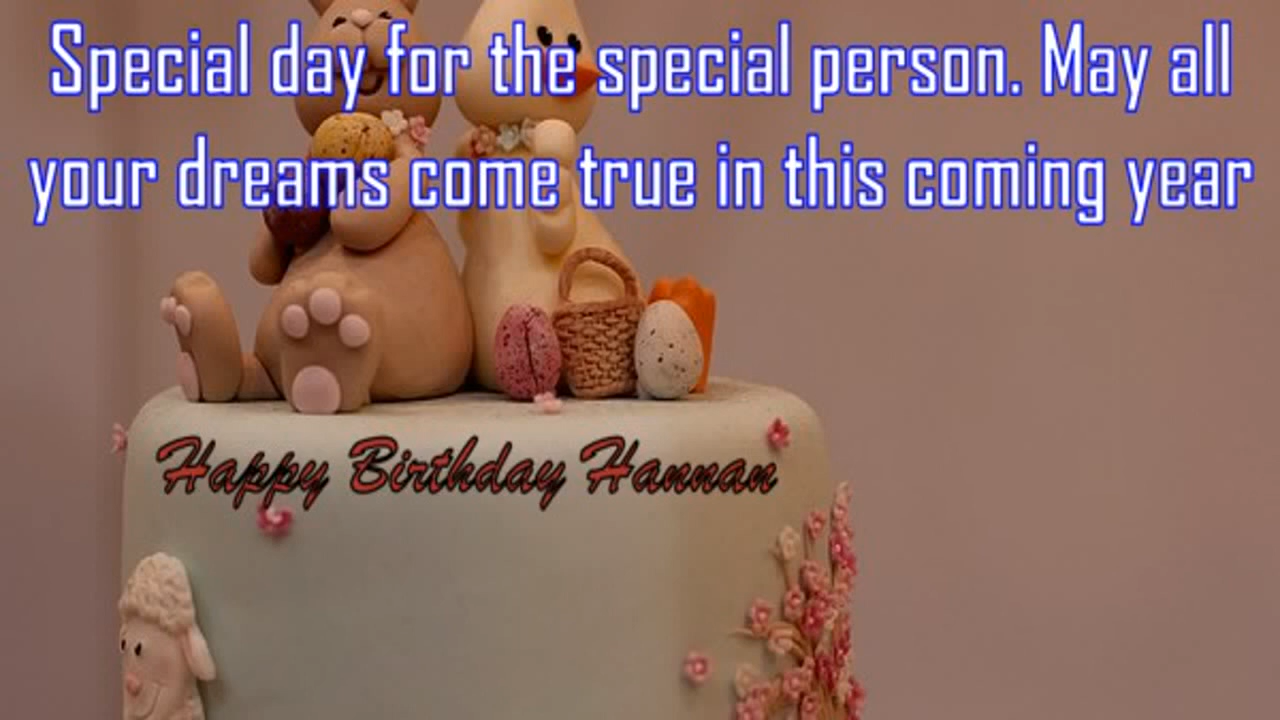 Special day for the special person. May all
your dreams come true in this coming year
Happy Birthday Hannan